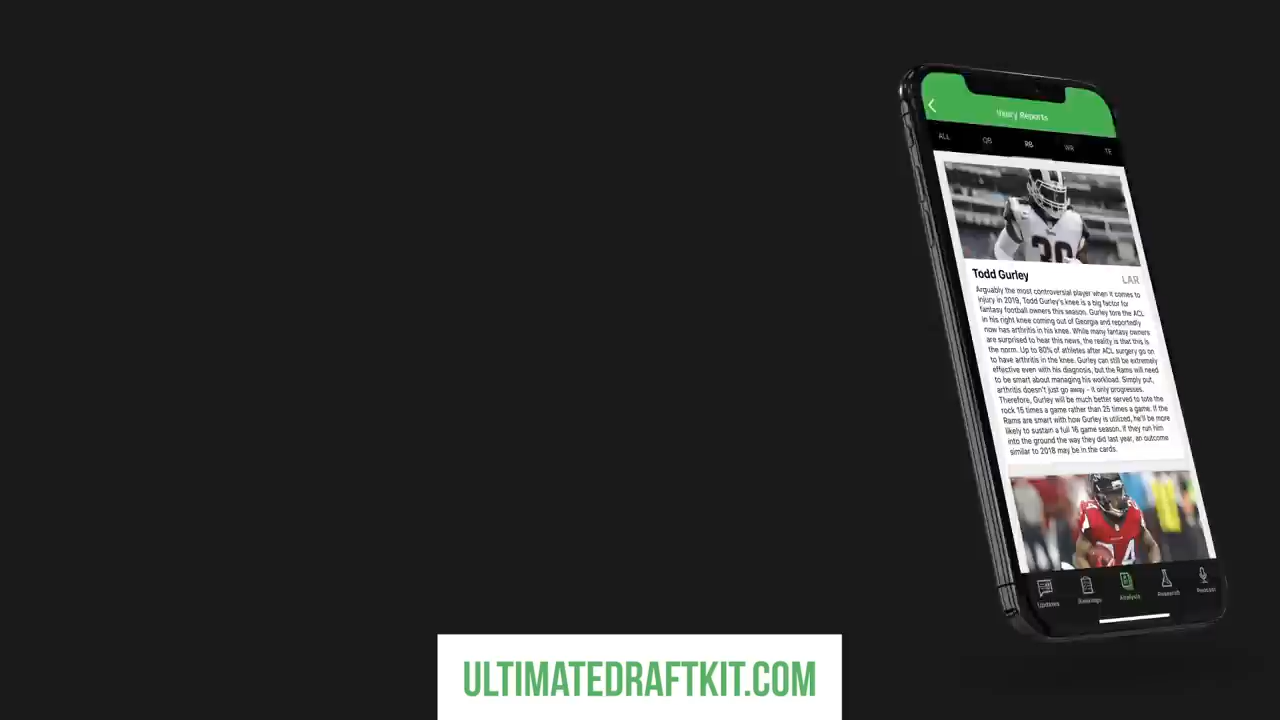 Injury Reports
ALL QB RB WR TE
Todd Gurley LAR
Arguably the most controversial player when it comes to
injury in 2019, Todd Gurley's knee is a big factor for
fantasy football owners this season. Gurley tore the ACL
in his right knee coming out of Georgia and reportedly
now has arthritis in his knee. While many fantasy owners
are surprised to hear this news, the reality is that this is
the norm. Up to 80% of athletes after ACL surgery go on
to have arthritis in the knee. Gurley can still be extremely
effective even with his diagnosis, but the Rams will need
to be smart about managing his workload. Simply put,
arthritis doesn't just go away - it only progresses.
Therefore, Gurley will be much better served to tote the
rock 15 times a game rather than 25 times a game. If the
Rams are smart with how Gurley is utilized, he'll be more
likely to sustain a full 16 game season. If they run him
into the ground the way they did last year, an outcome
similar to 2018 may be in the cards.
Updates Rankings Analysis Research Podcast
ULTIMATEDRAFTKIT.COM